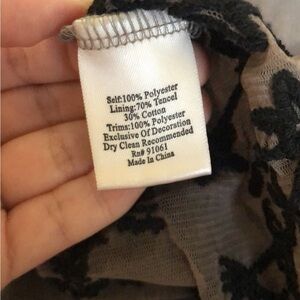 Self:100% Polyester
Lining:70% Tencel
30% Cotton
Trims:100% Polyester
Exclusive Of Decoration
Dry Clean Recommended
Rn# 91061
Made In China